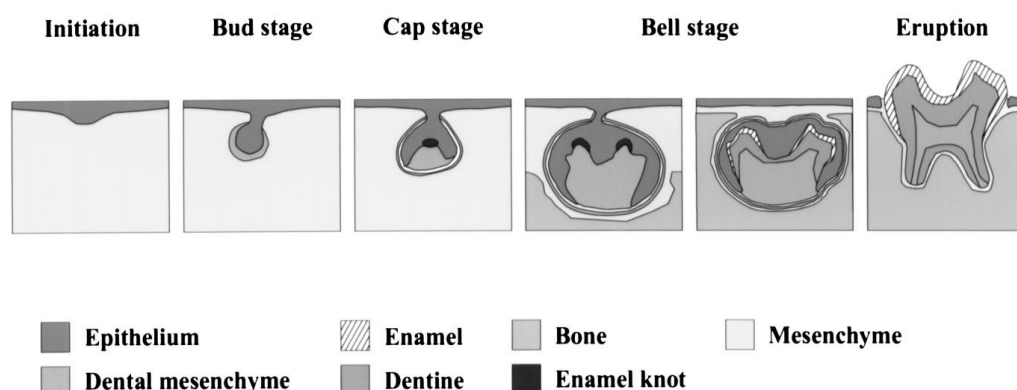 Initiation
Bud stage
Cap stage
Bell stage
Eruption
Epithelium
Enamel
Bone
Mesenchyme
Dental mesenchyme
Dentine
Enamel knot